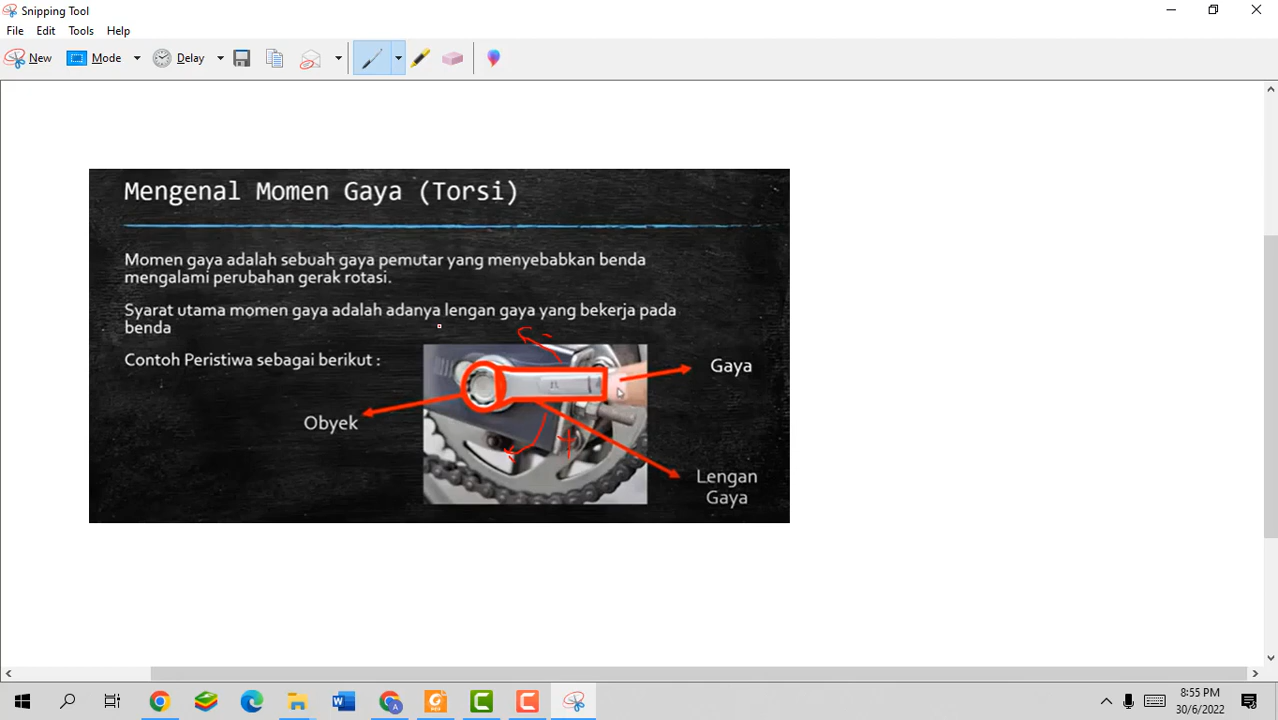 Snipping Tool
File Edit Tools Help
New Mode Delay
Mengenal Momen Gaya (Torsi)
Momen gaya adalah sebuah gaya pemutar yang menyebabkan benda
mengalami perubahan gerak rotasi.
Syarat utama momen gaya adalah adanya lengan gaya yang bekerja pada
benda
Contoh Peristiwa sebagai berikut :
Gaya
Obyek
Lengan
Gaya
8:55 PM
30/6/2022